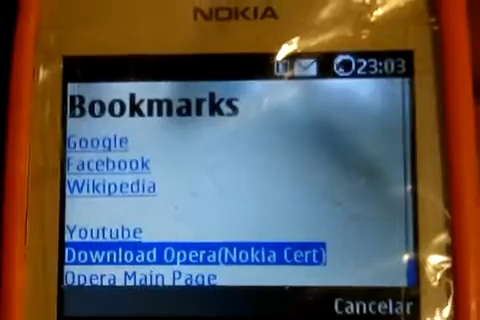 NOKIA
23:03
Bookmarks
Google
Facebook
Wikipedia
Youtube
Download Opera(Nokia Cert)
Opera Main Page
Cancelar